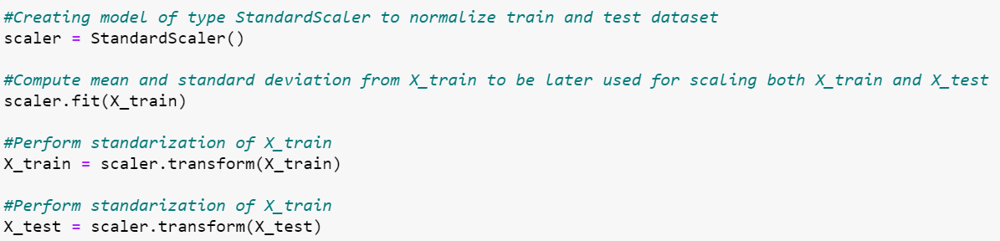 #Creating model of type StandardScaler to normalize train and test dataset
scaler = StandardScaler()
#Compute mean and standard deviation from X_train to be later used for scaling both X_train and X_test
scaler.fit(X_train)
#Perform standarization of X_train
X_train = scaler.transform(X_train)
#Perform standarization of X_train
X_test = scaler.transform(X_test)